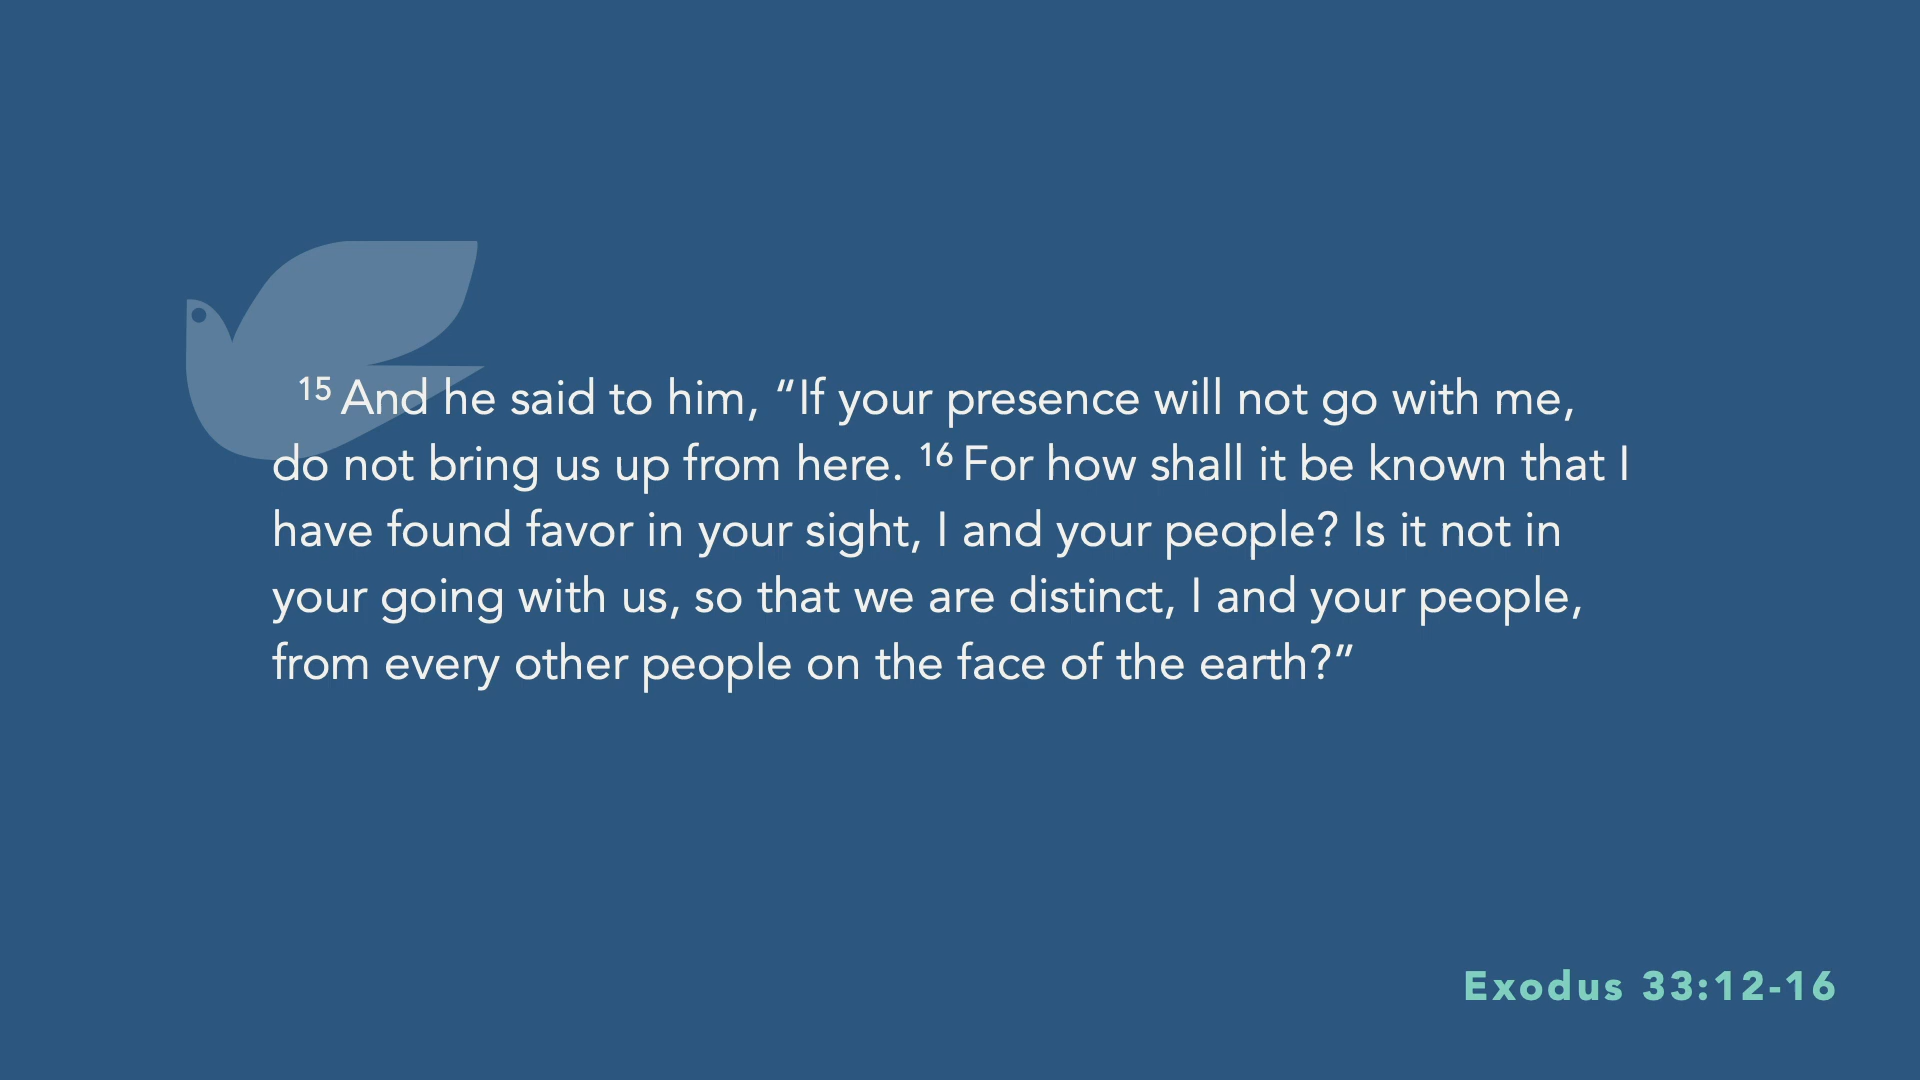 15 And he said to him, “If your presence will not go with me,
do not bring us up from here. 16 For how shall it be known that I
have found favor in your sight, I and your people? Is it not in
your going with us, so that we are distinct, I and your people,
from every other people on the face of the earth?”
Exodus 33:12-16